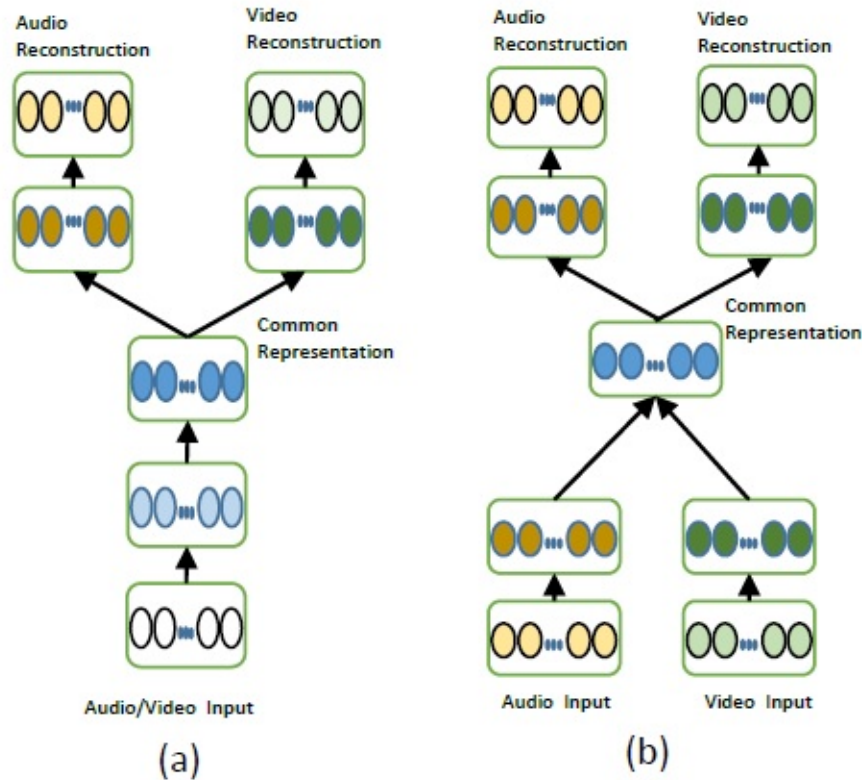 Audio
Reconstruction
Video
Reconstruction
Common
Representation
Audio/Video Input
(a)
Audio
Reconstruction
Video
Reconstruction
Common
Representation
Audio Input
Video Input
(b)